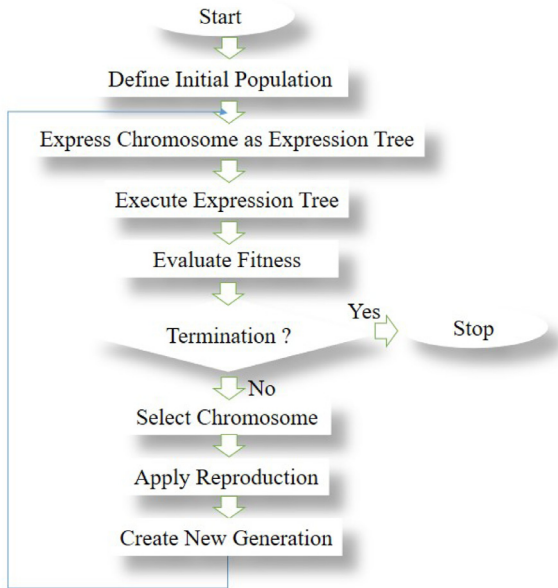 Start
Define Initial Population
Express Chromosome as Expression Tree
Execute Expression Tree
Evaluate Fitness
Termination ?
Yes
Stop
No
Select Chromosome
Apply Reproduction
Create New Generation